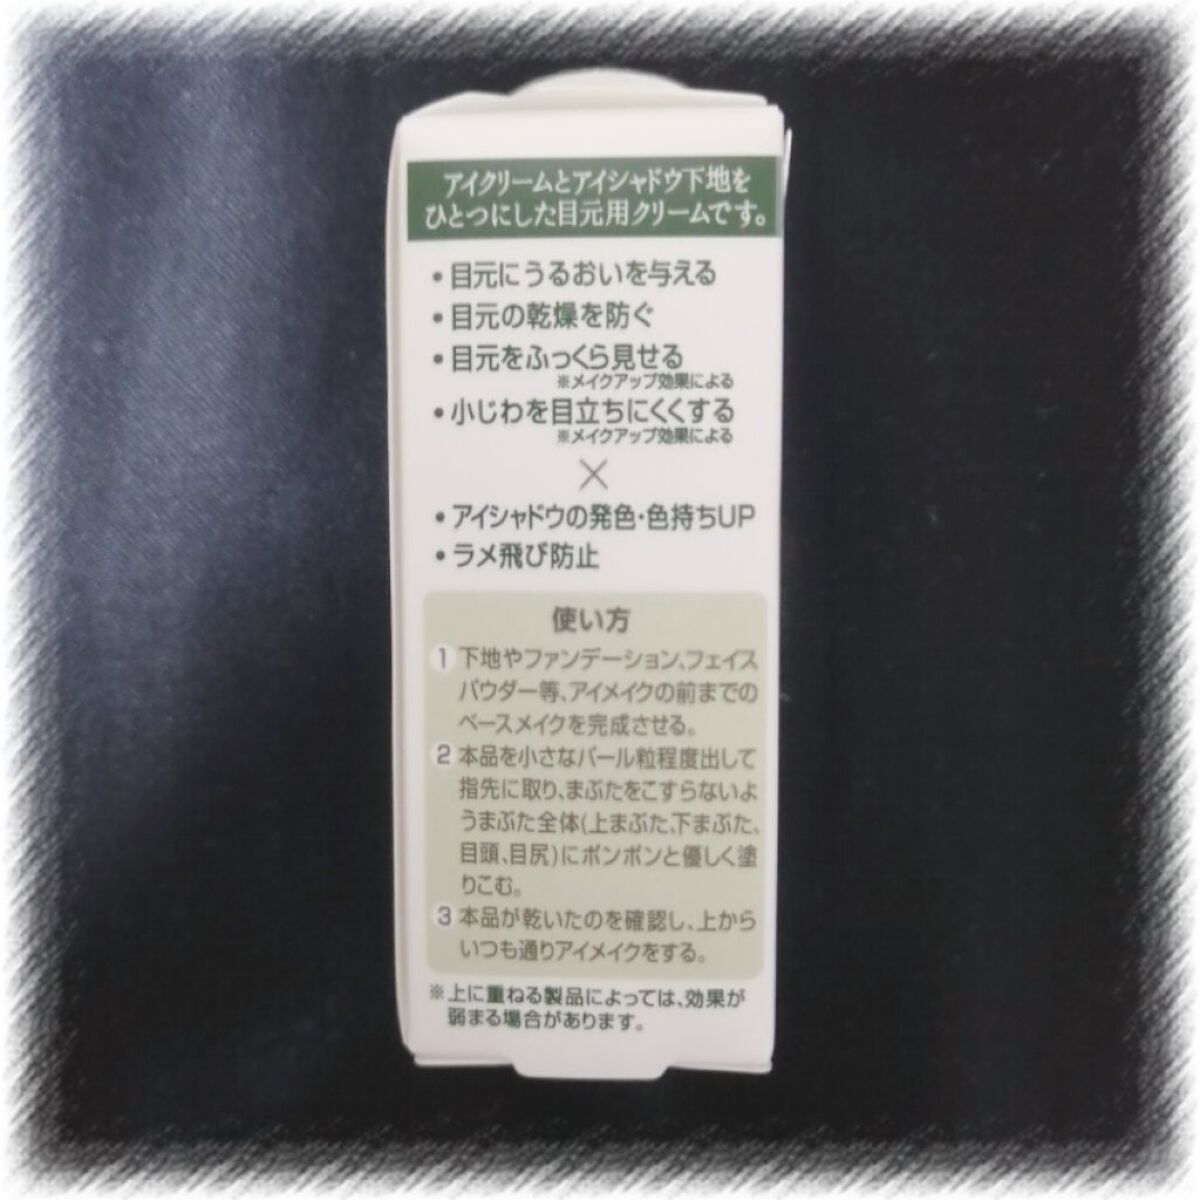 アイクリームとアイシャドウ下地を
ひとつにした目元用クリームです。
・目元にうるおいを与える
・目元の乾燥を防ぐ
・目元をふっくら見せる
※メイクアップ効果による
・小じわを目立ちにくくする
※メイクアップ効果による
×
・アイシャドウの発色・色持ちUP
・ラメ飛び防止
使い方
1 下地やファンデーション、フェイス
パウダー等、アイメイクの前までの
ベースメイクを完成させる。
2 本品を小さなパール粒程度出して
指先に取り、まぶたをこすらないよ
うまぶた全体(上まぶた、下まぶた、
目頭、目尻)にポンポンと優しく塗
りこむ。
3 本品が乾いたのを確認し、上から
いつも通りアイメイクをする。
※上に重ねる製品によっては、効果が
弱まる場合があります。